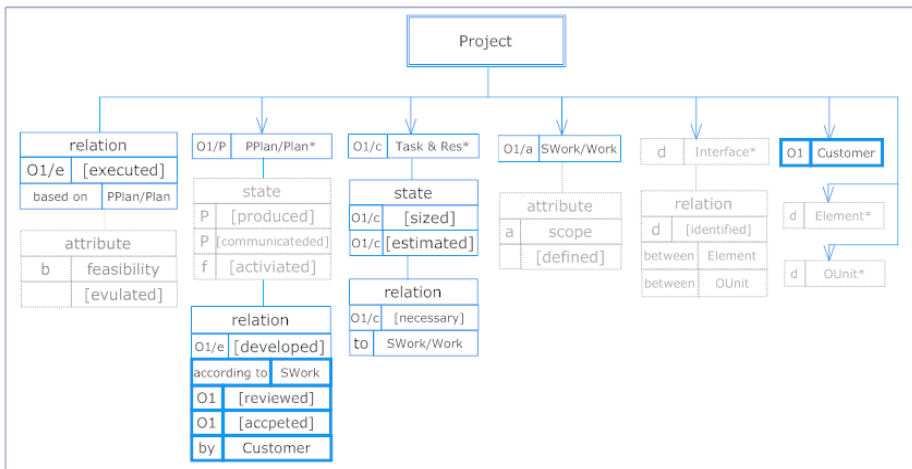 Project
relation
O1/e [executed]
based on PPlan/Plan
attribute
b feasibility
[evulated]
O1/P PPlan/Plan*
state
P [produced]
P [communicateded]
f [activiated]
relation
O1/e [developed]
according to SWork
O1 [reviewed]
O1 [accpeted]
by Customer
O1/c Task & Res*
state
O1/c [sized]
O1/c [estimated]
relation
O1/c [necessary]
to SWork/Work
O1/a SWork/Work
attribute
a scope
[defined]
d Interface*
relation
d [identified]
between Element
between OUnit
O1 Customer
d Element*
d OUnit*